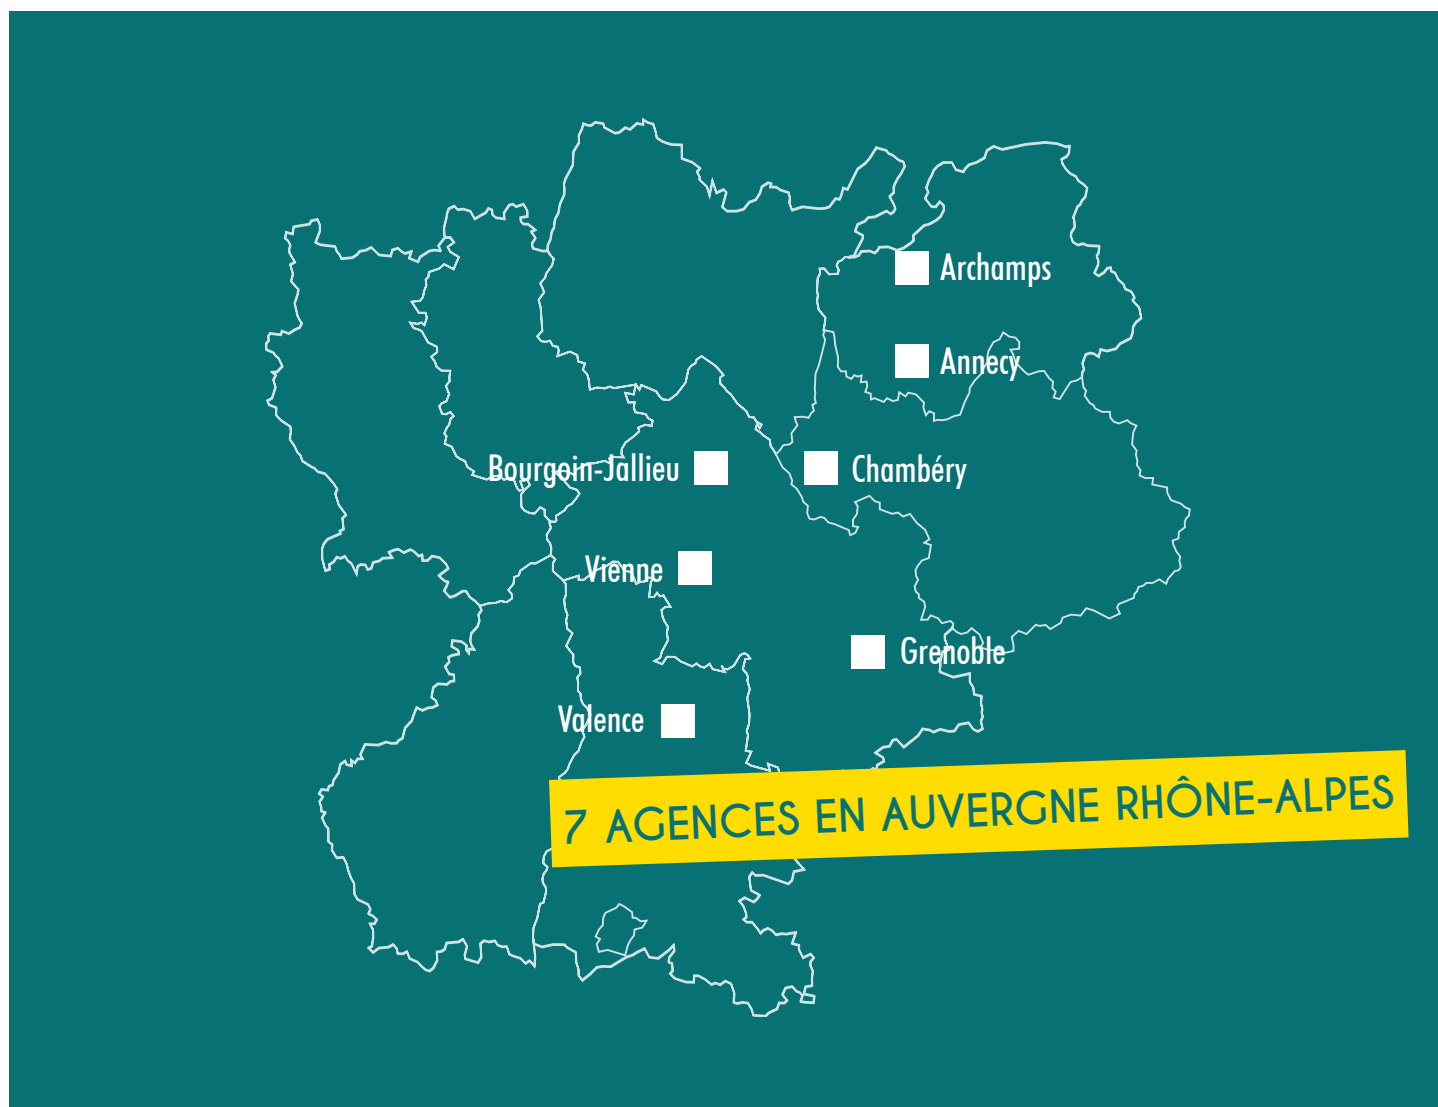 Archamps
Annecy
Bourgoin-Jallieu
Chambéry
Vienne
Grenoble
Valence
7 AGENCES EN AUVERGNE RHÔNE-ALPES